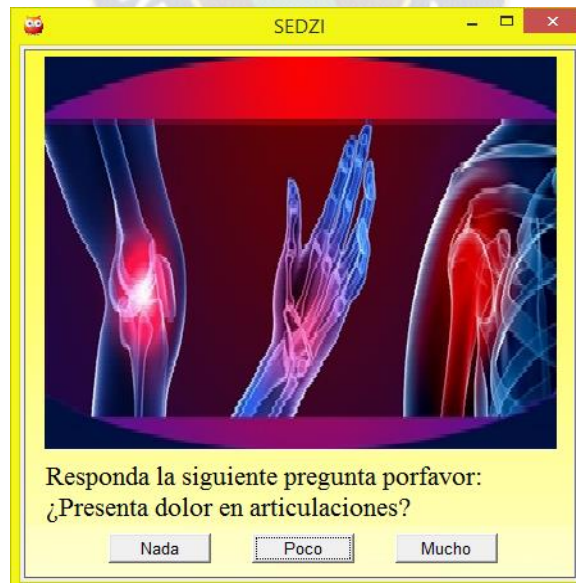 SEDZI
Responda la siguiente pregunta porfavor:
¿Presenta dolor en articulaciones?
Nada Poco Mucho